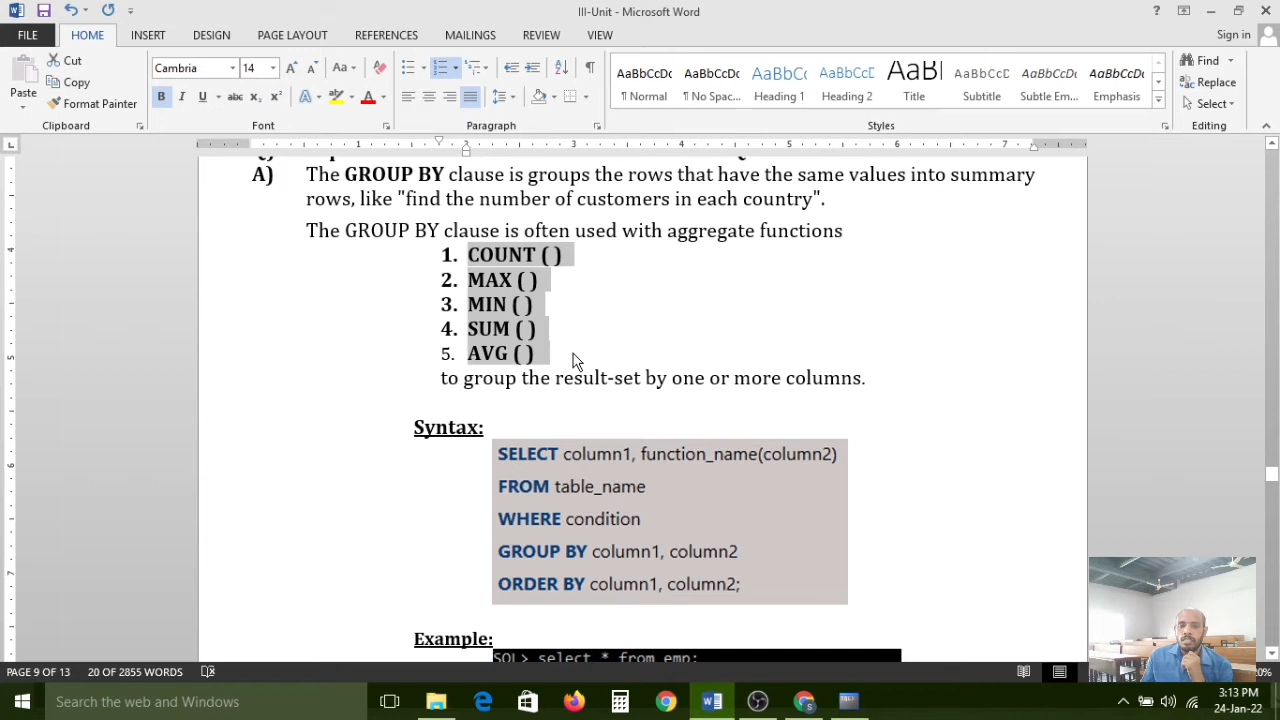 III-Unit - Microsoft Word
FILE HOME INSERT DESIGN PAGE LAYOUT REFERENCES MAILINGS REVIEW VIEW Sign in
Cut
Copy
Format Painter
Paste
Clipboard
Cambria 14
Font
Paragraph
AaBbCcDc AaBbCcDc AaBbC AaBbCcD AaB AaBbCcD AaBbCcDc AaBbCcDc
¶ Normal ¶ No Spac... Heading 1 Heading 2 Title Subtitle Subtle Em... Emphasis
Styles
Find
Replace
Select
Editing
A) The GROUP BY clause is groups the rows that have the same values into summary
rows, like "find the number of customers in each country".
The GROUP BY clause is often used with aggregate functions
1. COUNT ( )
2. MAX ( )
3. MIN ( )
4. SUM ( )
5. AVG ( )
to group the result-set by one or more columns.
Syntax:
SELECT column1, function_name(column2)
FROM table_name
WHERE condition
GROUP BY column1, column2
ORDER BY column1, column2;
Example:
SQL> select * from emp;
PAGE 9 OF 13 20 OF 2855 WORDS
Search the web and Windows
3:13 PM
24-Jan-22